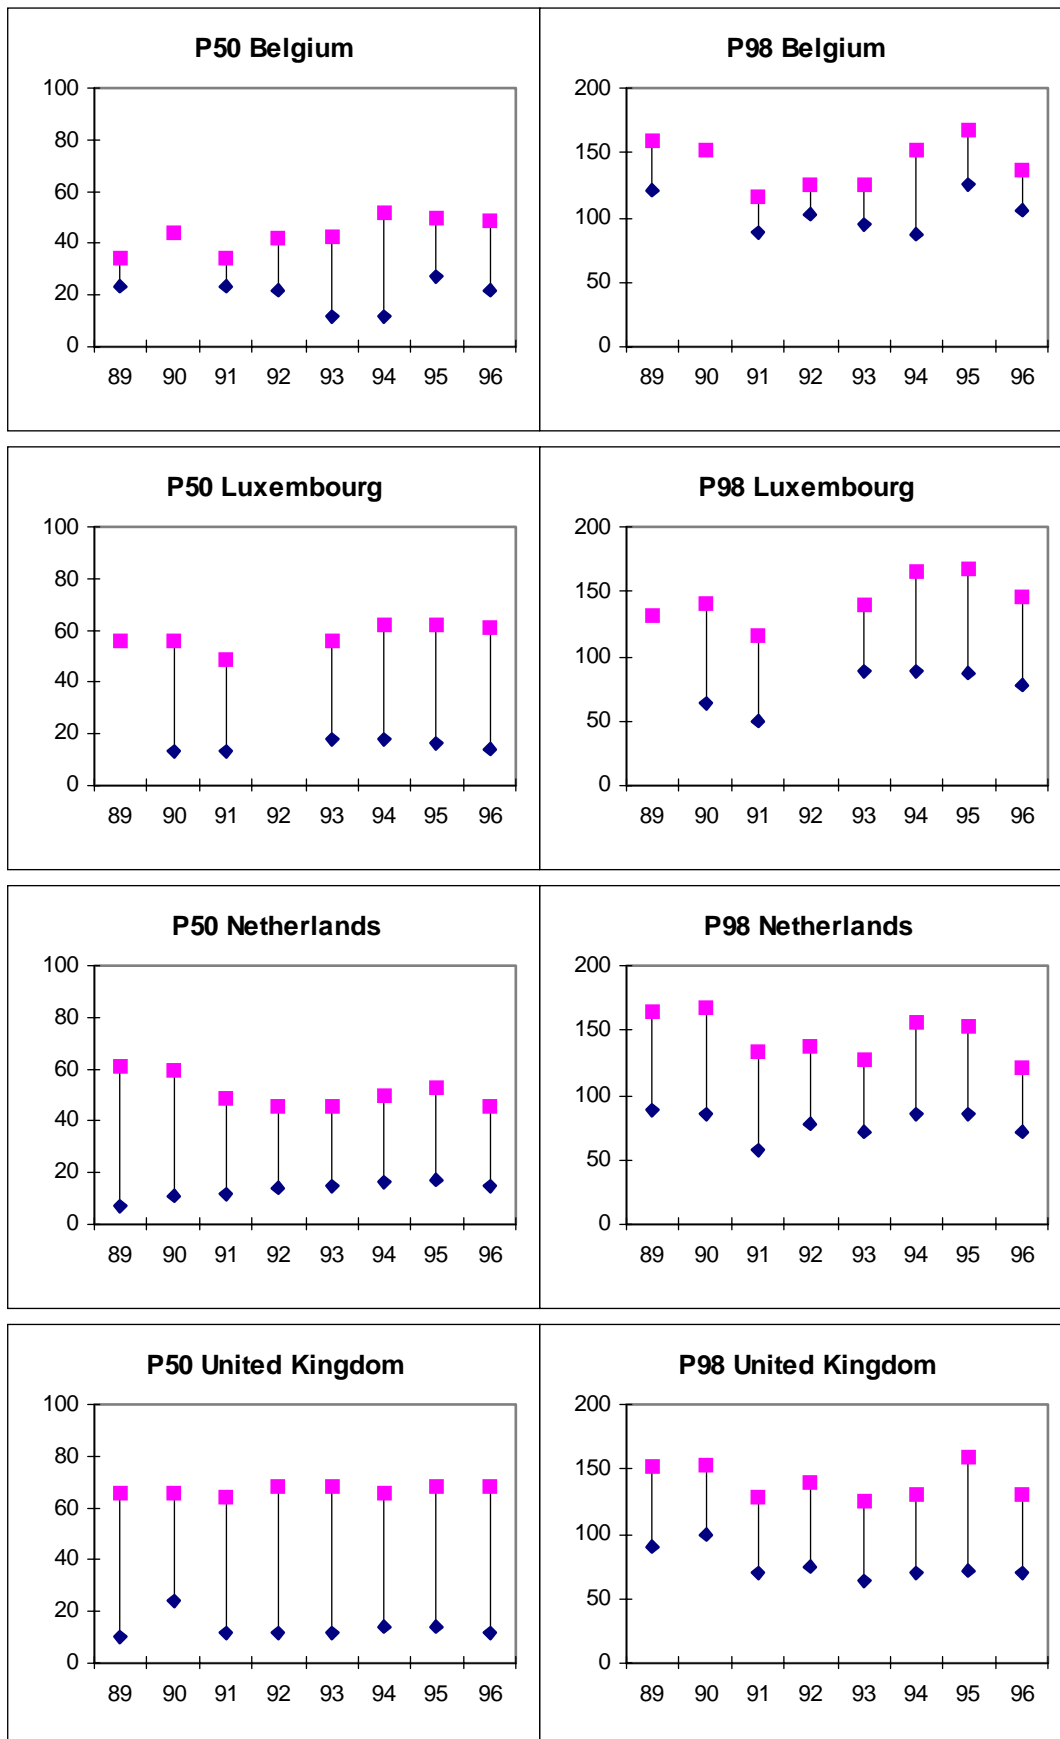 P50 Belgium
100
80
60
40
20
0
89 90 91 92 93 94 95 96
P98 Belgium
200
150
100
50
0
89 90 91 92 93 94 95 96
P50 Luxembourg
100
80
60
40
20
0
89 90 91 92 93 94 95 96
P98 Luxembourg
200
150
100
50
0
89 90 91 92 93 94 95 96
P50 Netherlands
100
80
60
40
20
0
89 90 91 92 93 94 95 96
P98 Netherlands
200
150
100
50
0
89 90 91 92 93 94 95 96
P50 United Kingdom
100
80
60
40
20
0
89 90 91 92 93 94 95 96
P98 United Kingdom
200
150
100
50
0
89 90 91 92 93 94 95 96